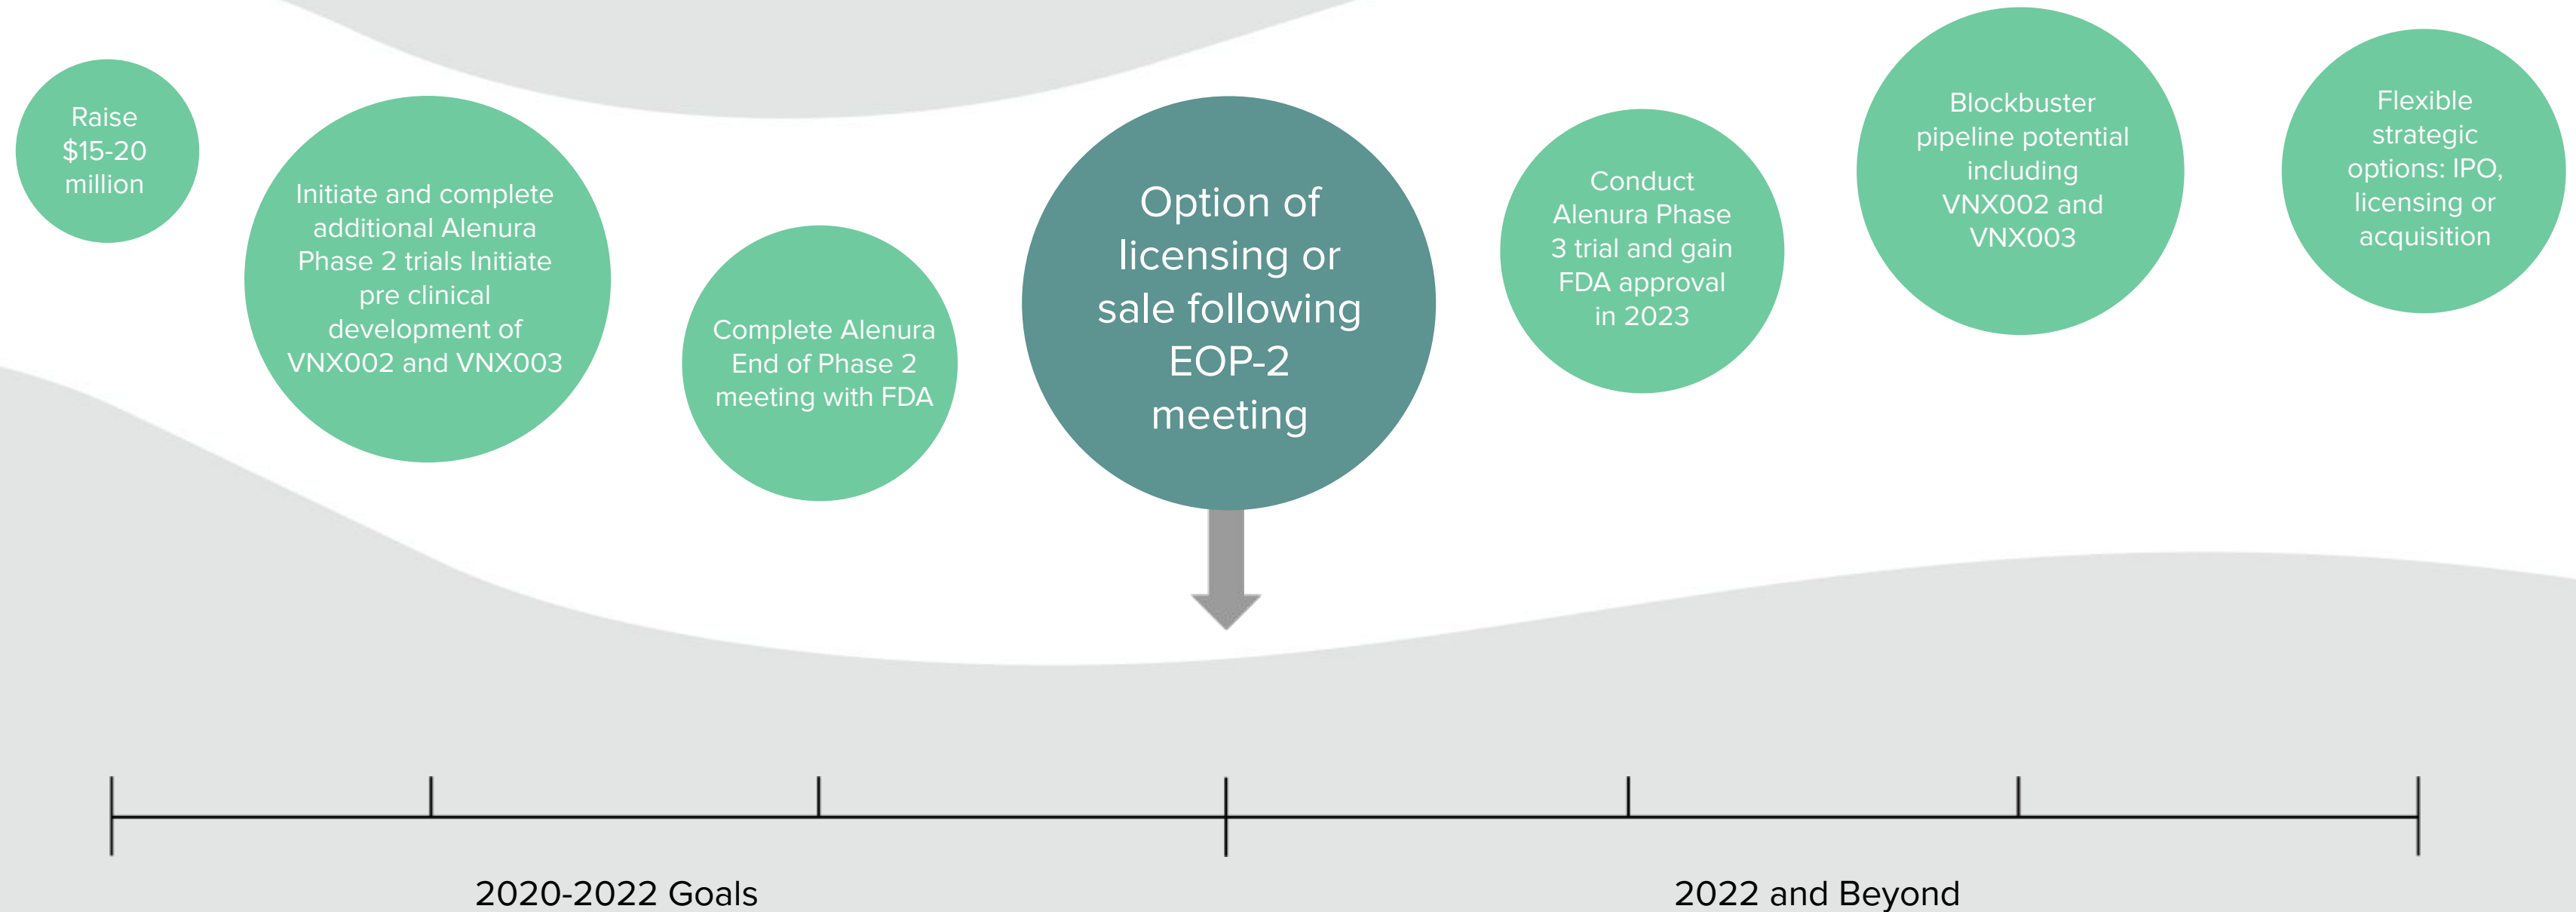 Raise
$15-20
million
Initiate and complete
additional Alenura
Phase 2 trials Initiate
pre clinical
development of
VNX002 and VNX003
Complete Alenura
End of Phase 2
meeting with FDA
Option of
licensing or
sale following
EOP-2
meeting
Conduct
Alenura Phase
3 trial and gain
FDA approval
in 2023
Blockbuster
pipeline potential
including
VNX002 and
VNX003
Flexible
strategic
options: IPO,
licensing or
acquisition
2020-2022 Goals
2022 and Beyond